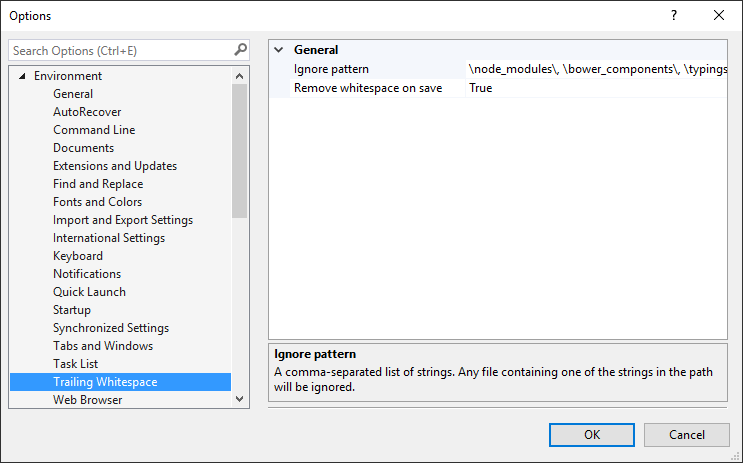 Options
?
Search Options (Ctrl+E)
Environment
General
AutoRecover
Command Line
Documents
Extensions and Updates
Find and Replace
Fonts and Colors
Import and Export Settings
International Settings
Keyboard
Notifications
Quick Launch
Startup
Synchronized Settings
Tabs and Windows
Task List
Trailing Whitespace
Web Browser
General
Ignore pattern \node_modules\, \bower_components\, \typings
Remove whitespace on save True
Ignore pattern
A comma-separated list of strings. Any file containing one of the strings in the path
will be ignored.
OK Cancel